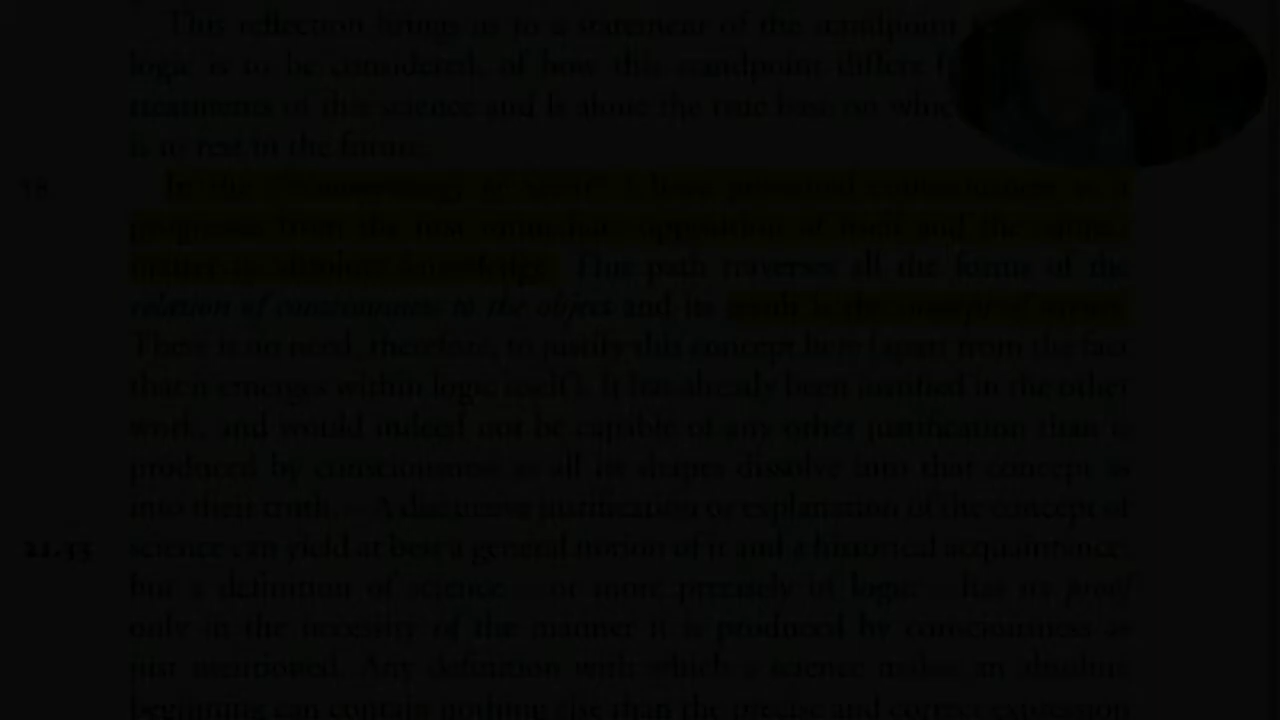 This reflection brings us to a statement of the standpoint
logic is to be considered, of how this standpoint differs
treatments of this science and is alone the true base on
is to rest in the future.
18 In the Phenomenology of Spirit I have presented consciousness as it
progresses from the first immediate opposition of itself and the subject
matter to absolute knowledge. This path traverses all the forms of the
relation of consciousness to the object and its result is the concept of science.
There is no need, therefore, to justify this concept here (apart from the fact
that it emerges within logic itself). It has already been justified in the other
work, and would indeed not be capable of any other justification than is
produced by consciousness as all its shapes dissolve into that concept as
into their truth. – A discursive justification or explanation of the concept of
21.33 science can yield at best a general notion of it and a historical acquaintance;
but a definition of science – or more precisely of logic – has its proof
only in the necessity of the manner it is produced by consciousness as
just mentioned. Any definition with which a science makes an absolute
beginning can contain nothing else than the precise and correct expression